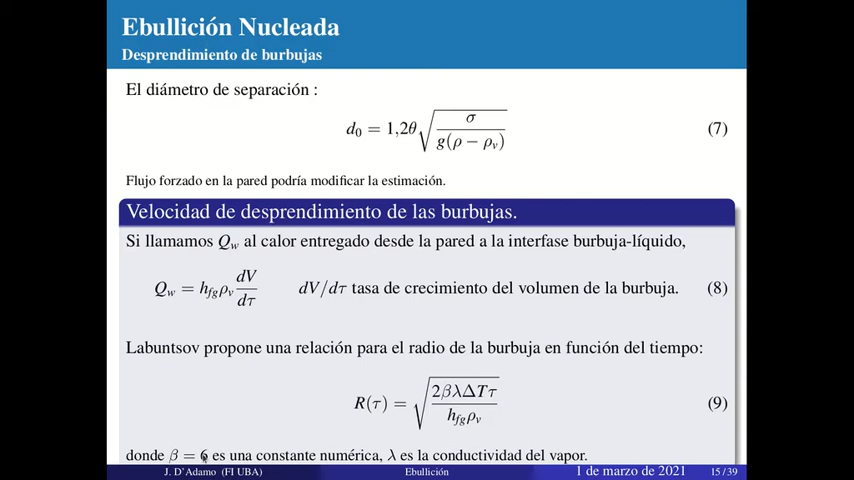 Ebullición Nucleada
Desprendimiento de burbujas
El diámetro de separación :
d₀ = 1,2θ√(σ / g(ρ − ρᵥ)) (7)
Flujo forzado en la pared podría modificar la estimación.
Velocidad de desprendimiento de las burbujas.
Si llamamos Q_w al calor entregado desde la pared a la interfase burbuja-líquido,
Q_w = h_fg ρᵥ dV/dτ dV/dτ tasa de crecimiento del volumen de la burbuja. (8)
Labuntsov propone una relación para el radio de la burbuja en función del tiempo:
R(τ) = √(2βλΔTτ / h_fg ρᵥ) (9)
donde β = 6 es una constante numérica, λ es la conductividad del vapor.
J. D'Adamo (FI UBA) Ebullición 1 de marzo de 2021 15 / 39